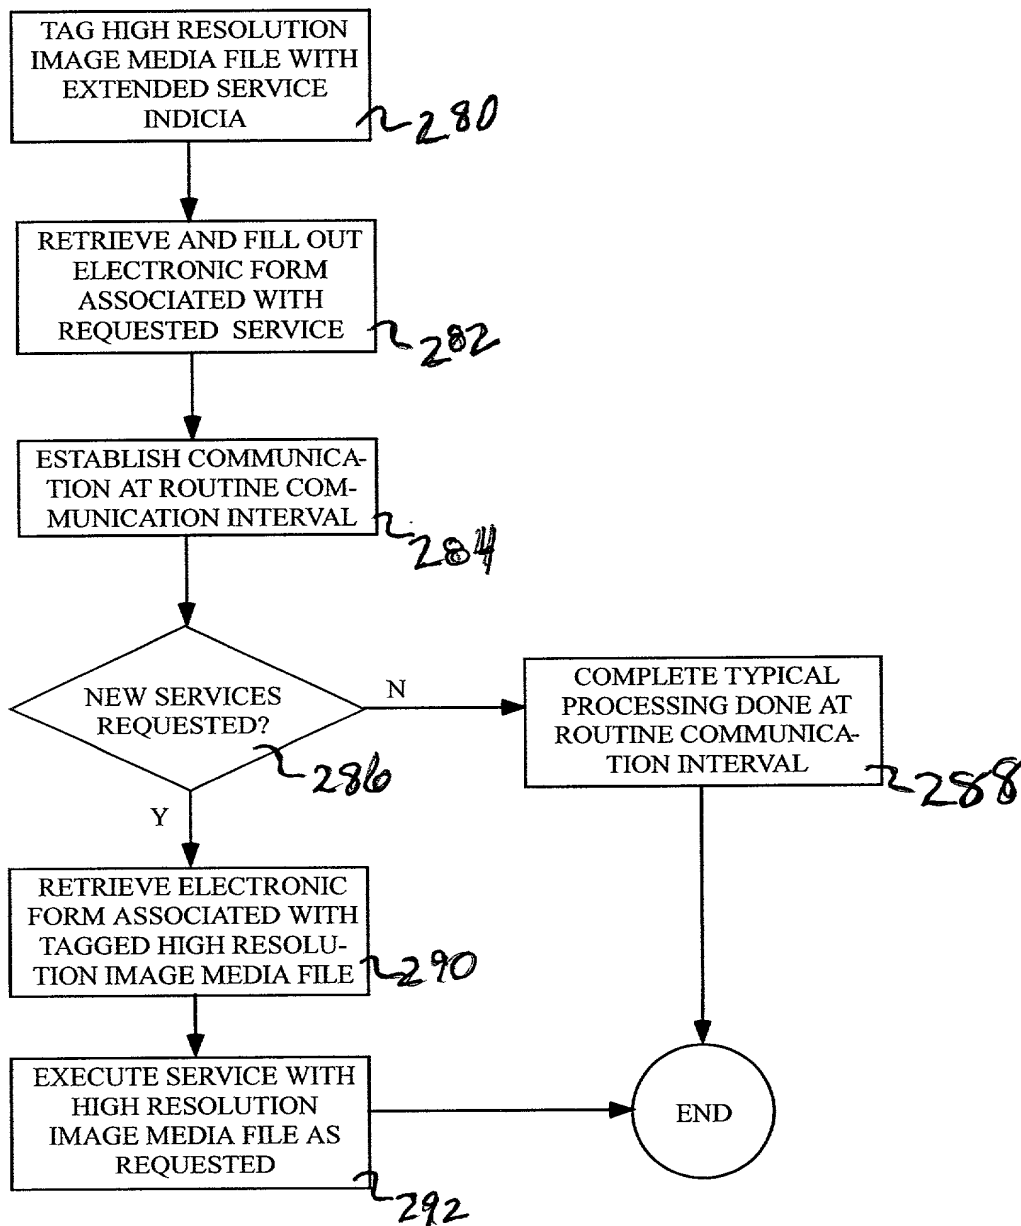 TAG HIGH RESOLUTION
IMAGE MEDIA FILE WITH
EXTENDED SERVICE
INDICIA
280
RETRIEVE AND FILL OUT
ELECTRONIC FORM
ASSOCIATED WITH
REQUESTED SERVICE
282
ESTABLISH COMMUNICA-
TION AT ROUTINE COM-
MUNICATION INTERVAL
284
NEW SERVICES
REQUESTED?
286
N
COMPLETE TYPICAL
PROCESSING DONE AT
ROUTINE COMMUNICA-
TION INTERVAL
288
Y
RETRIEVE ELECTRONIC
FORM ASSOCIATED WITH
TAGGED HIGH RESOLU-
TION IMAGE MEDIA FILE
290
EXECUTE SERVICE WITH
HIGH RESOLUTION
IMAGE MEDIA FILE AS
REQUESTED
292
END